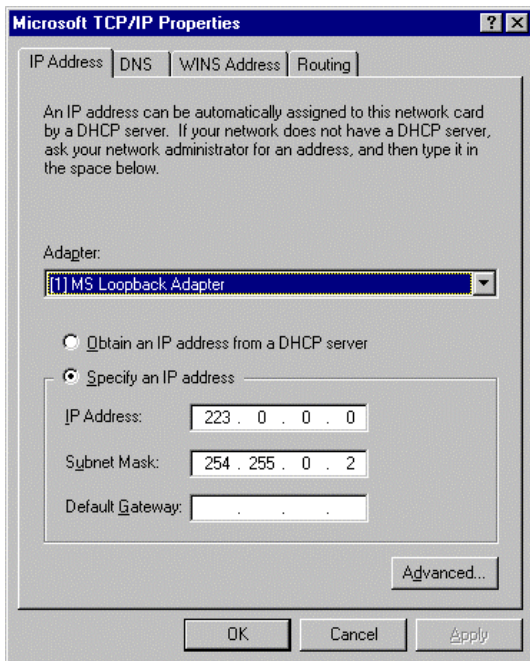 Microsoft TCP/IP Properties
? X
IP Address DNS WINS Address Routing
An IP address can be automatically assigned to this network card
by a DHCP server. If your network does not have a DHCP server,
ask your network administrator for an address, and then type it in
the space below.
Adapter:
[1] MS Loopback Adapter
Obtain an IP address from a DHCP server
Specify an IP address
IP Address: 223 . 0 . 0 . 0
Subnet Mask: 254 . 255 . 0 . 2
Default Gateway: . . .
Advanced...
OK Cancel Apply